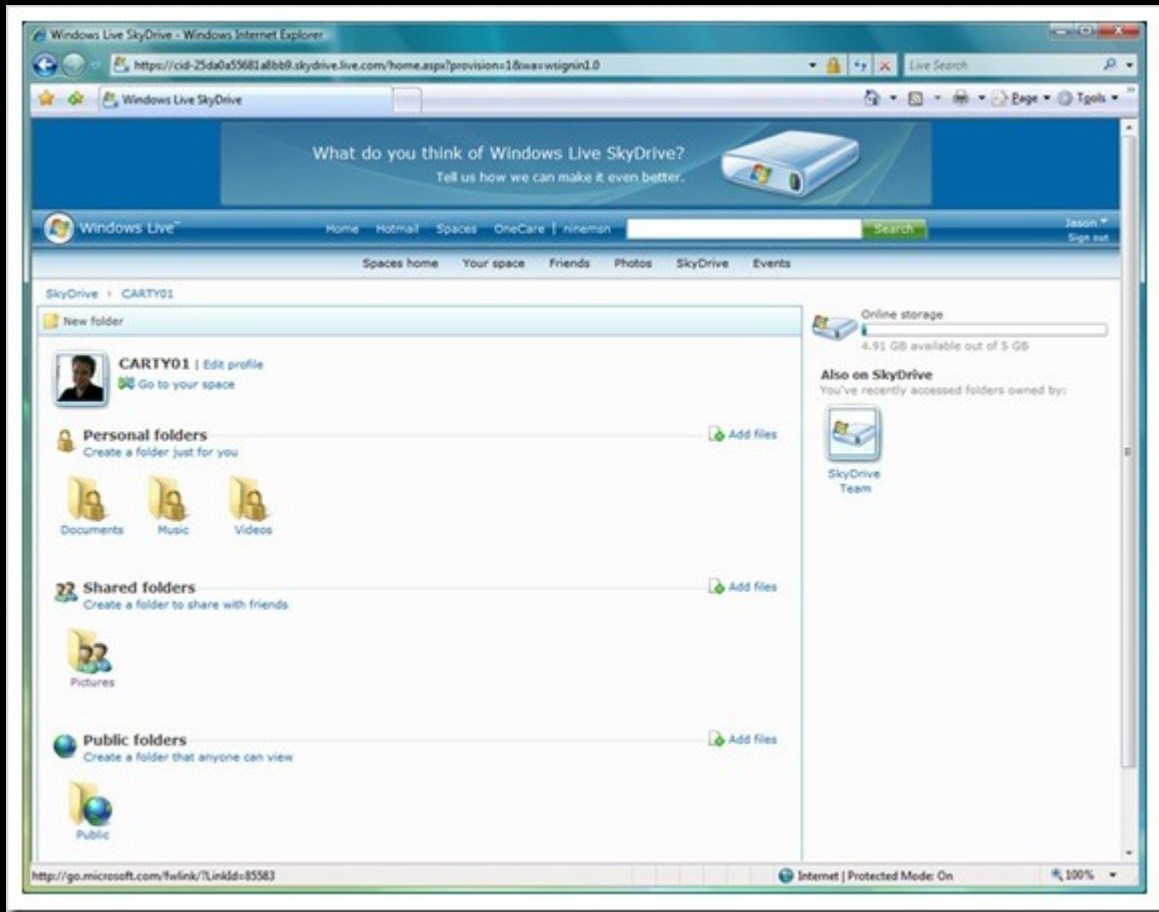 Windows Live SkyDrive - Windows Internet Explorer
https://cid-25da0a55681a8bb9.skydrive.live.com/home.aspx?provision=1&wa=wsignin1.0
Live Search
Windows Live SkyDrive
Page
Tools
What do you think of Windows Live SkyDrive?
Tell us how we can make it even better.
Windows Live™
Home Hotmail Spaces OneCare | ninemsn
Search
Jason
Sign out
Spaces home Your space Friends Photos SkyDrive Events
SkyDrive › CARTY01
New folder
CARTY01 | Edit profile
Go to your space
Personal folders
Add files
Create a folder just for you
Documents Music Videos
Shared folders
Add files
Create a folder to share with friends
Pictures
Public folders
Add files
Create a folder that anyone can view
Public
Online storage
4.91 GB available out of 5 GB
Also on SkyDrive
You've recently accessed folders owned by:
SkyDrive
Team
http://go.microsoft.com/fwlink/?LinkId=85583
Internet | Protected Mode: On
100%